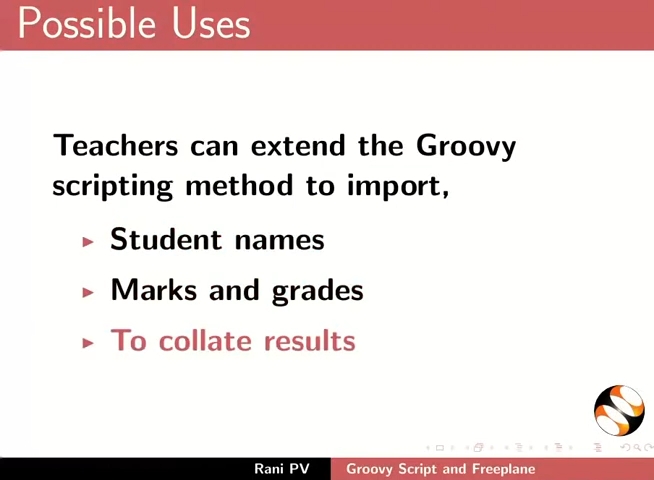 Possible Uses
Teachers can extend the Groovy
scripting method to import,
Student names
Marks and grades
To collate results
Rani PV
Groovy Script and Freeplane